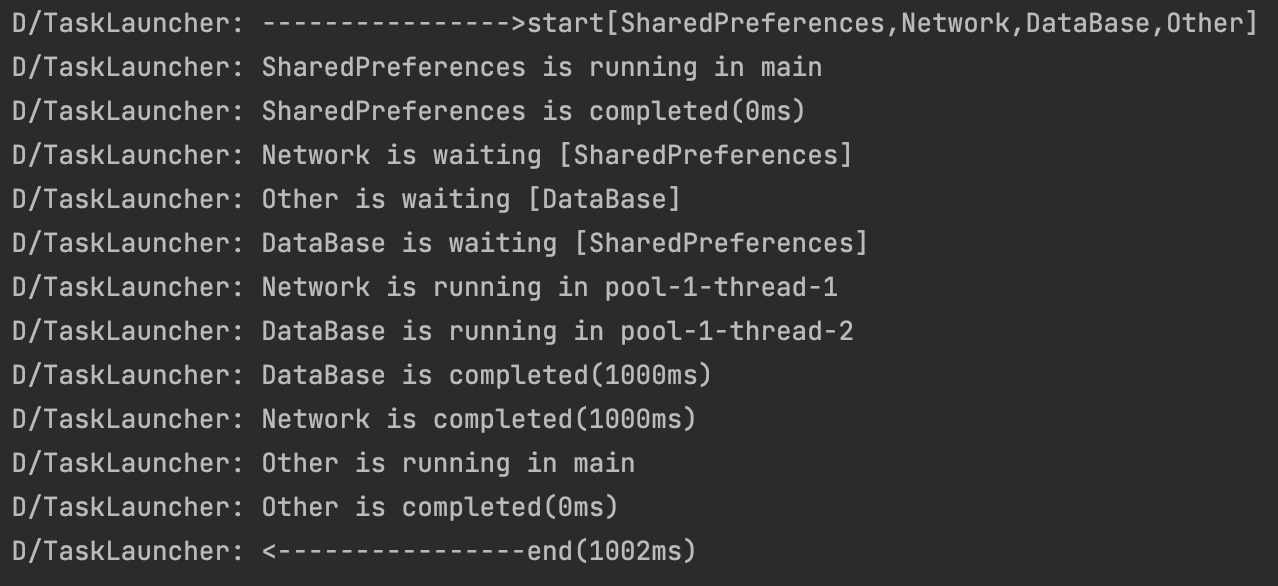 D/TaskLauncher: ---------------->start[SharedPreferences,Network,DataBase,Other]
D/TaskLauncher: SharedPreferences is running in main
D/TaskLauncher: SharedPreferences is completed(0ms)
D/TaskLauncher: Network is waiting [SharedPreferences]
D/TaskLauncher: Other is waiting [DataBase]
D/TaskLauncher: DataBase is waiting [SharedPreferences]
D/TaskLauncher: Network is running in pool-1-thread-1
D/TaskLauncher: DataBase is running in pool-1-thread-2
D/TaskLauncher: DataBase is completed(1000ms)
D/TaskLauncher: Network is completed(1000ms)
D/TaskLauncher: Other is running in main
D/TaskLauncher: Other is completed(0ms)
D/TaskLauncher: <----------------end(1002ms)